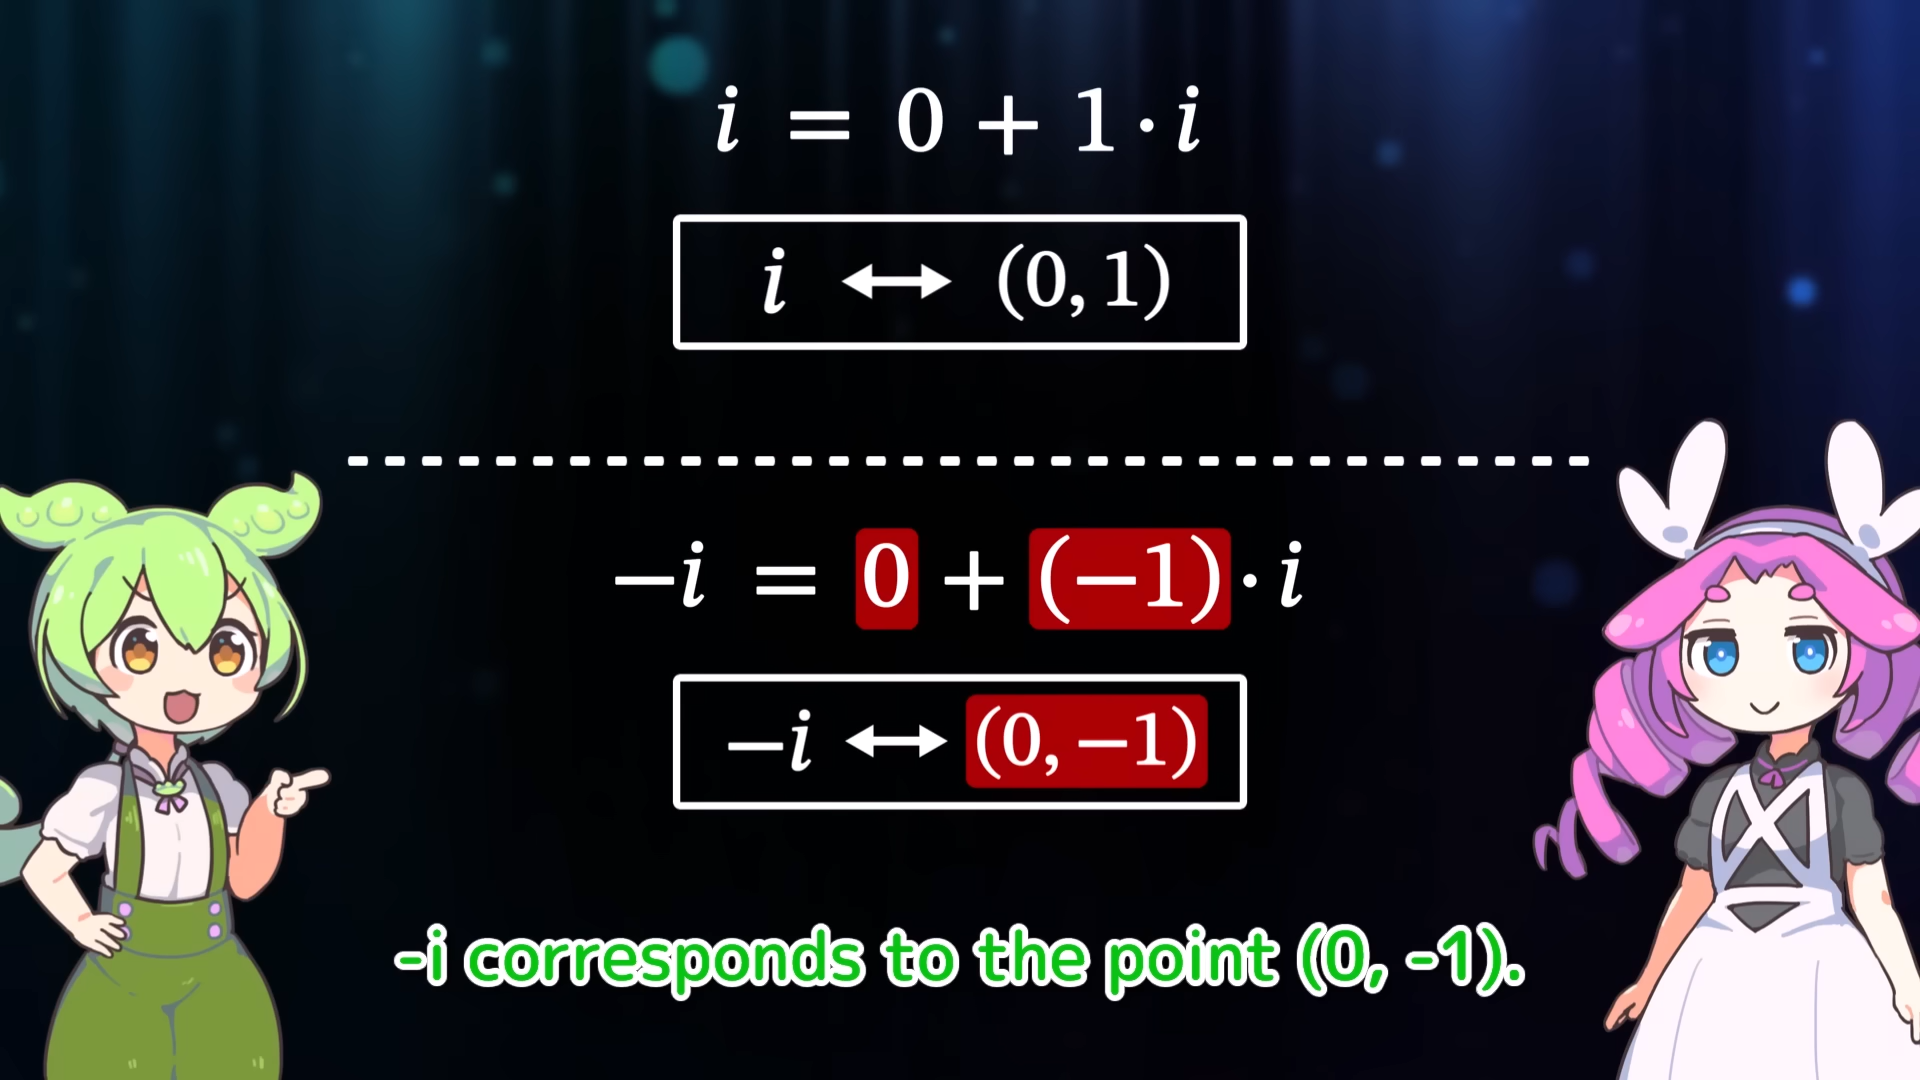 i = 0 + 1 · i
i ↔ (0, 1)
−i = 0 + (−1) · i
−i ↔ (0, −1)
-i corresponds to the point (0, -1).